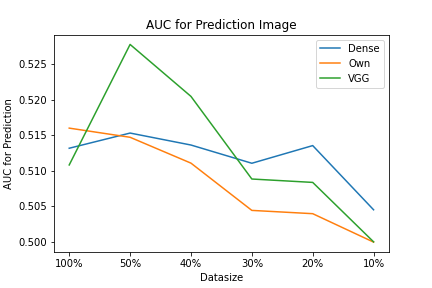 AUC for Prediction Image
Dense
Own
VGG
AUC for Prediction
0.525
0.520
0.515
0.510
0.505
0.500
100% 50% 40% 30% 20% 10%
Datasize